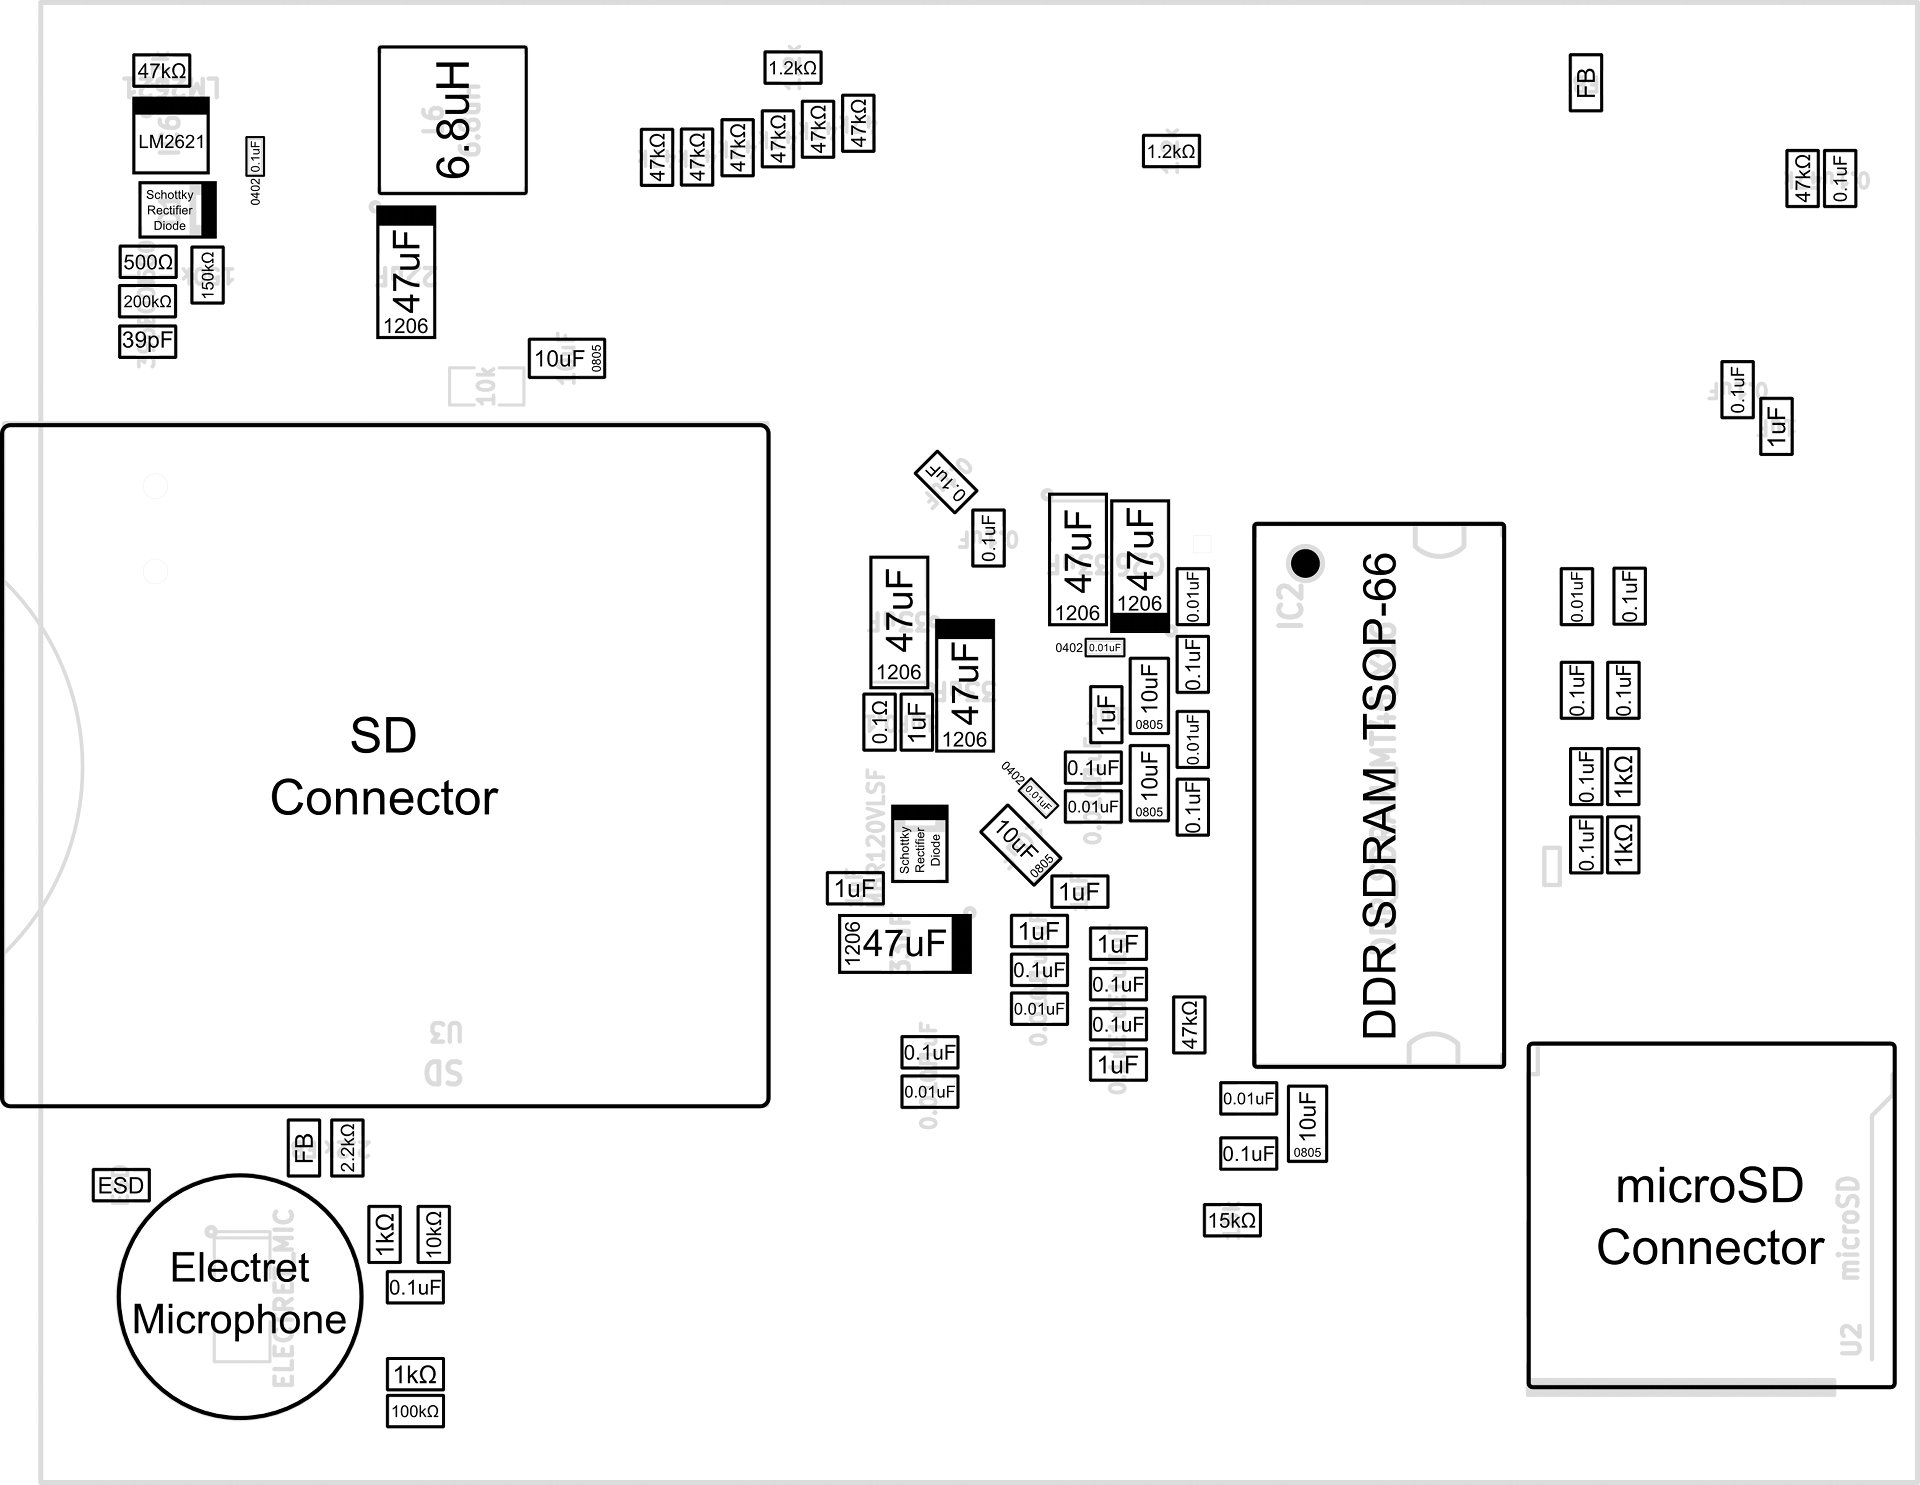 47kΩ
LM2621
0.1uF
0402
Schottky
Rectifier
Diode
500Ω
150kΩ
200kΩ
39pF
6.8uH
47uF
1206
10uF
0805
10k
1.2kΩ
47kΩ
47kΩ
47kΩ
47kΩ
47kΩ
47kΩ
1.2kΩ
FB
47kΩ
0.1uF
0.1uF
1uF
SD
Connector
U3
SD
0.1uF
0.1uF
47uF
1206
47uF
1206
0.1Ω
1uF
47uF
1206
47uF
1206
0402
0.01uF
0.01uF
0.1uF
10uF
0805
1uF
0.01uF
0.1uF
0.01uF
10uF
0805
0.1uF
0402
0.01uF
10uF
0805
Schottky
Rectifier
Diode
1uF
1uF
1206
47uF
1uF
0.1uF
0.01uF
1uF
0.1uF
0.1uF
1uF
47kΩ
0.1uF
0.01uF
IC2
DDR SDRAM TSOP-66
0.01uF
0.1uF
0.1uF
0.1uF
0.1uF
1kΩ
0.1uF
1kΩ
0.01uF
0.1uF
10uF
0805
15kΩ
microSD
Connector
U2
microSD
FB
2.2kΩ
ESD
Electret
Microphone
ELECTRET_MIC
1kΩ
10kΩ
0.1uF
1kΩ
100kΩ